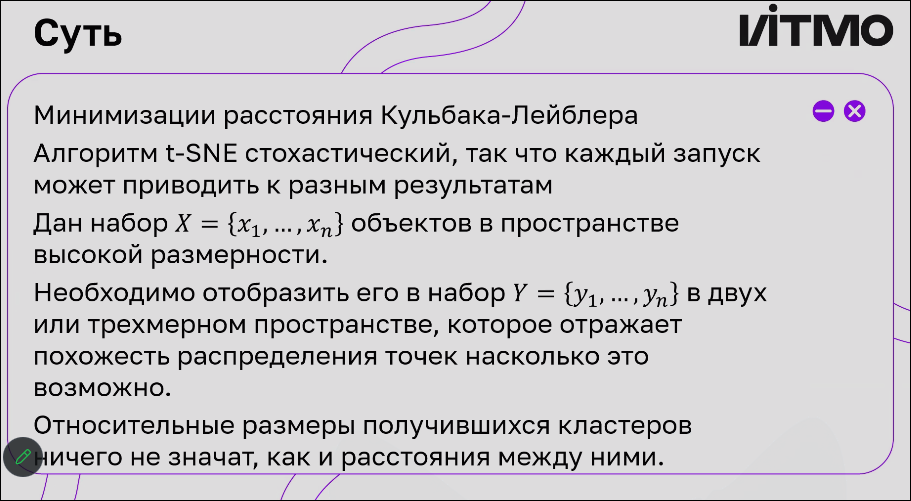 Суть
ИТМО
Минимизации расстояния Кульбака-Лейблера
Алгоритм t-SNE стохастический, так что каждый запуск
может приводить к разным результатам
Дан набор X = {x₁, … , xₙ} объектов в пространстве
высокой размерности.
Необходимо отобразить его в набор Y = {y₁, … , yₙ} в двух
или трехмерном пространстве, которое отражает
похожесть распределения точек насколько это
возможно.
Относительные размеры получившихся кластеров
ничего не значат, как и расстояния между ними.